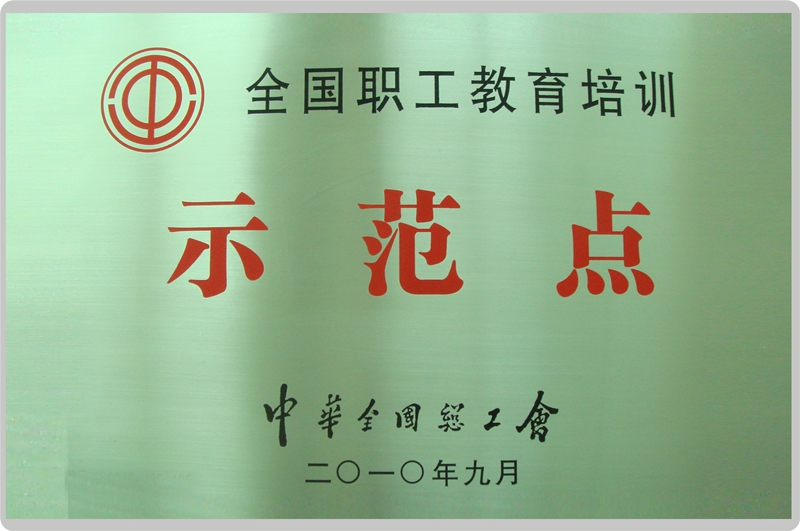 全国职工教育培训
示范点
中華全國總工會
二〇一〇年九月